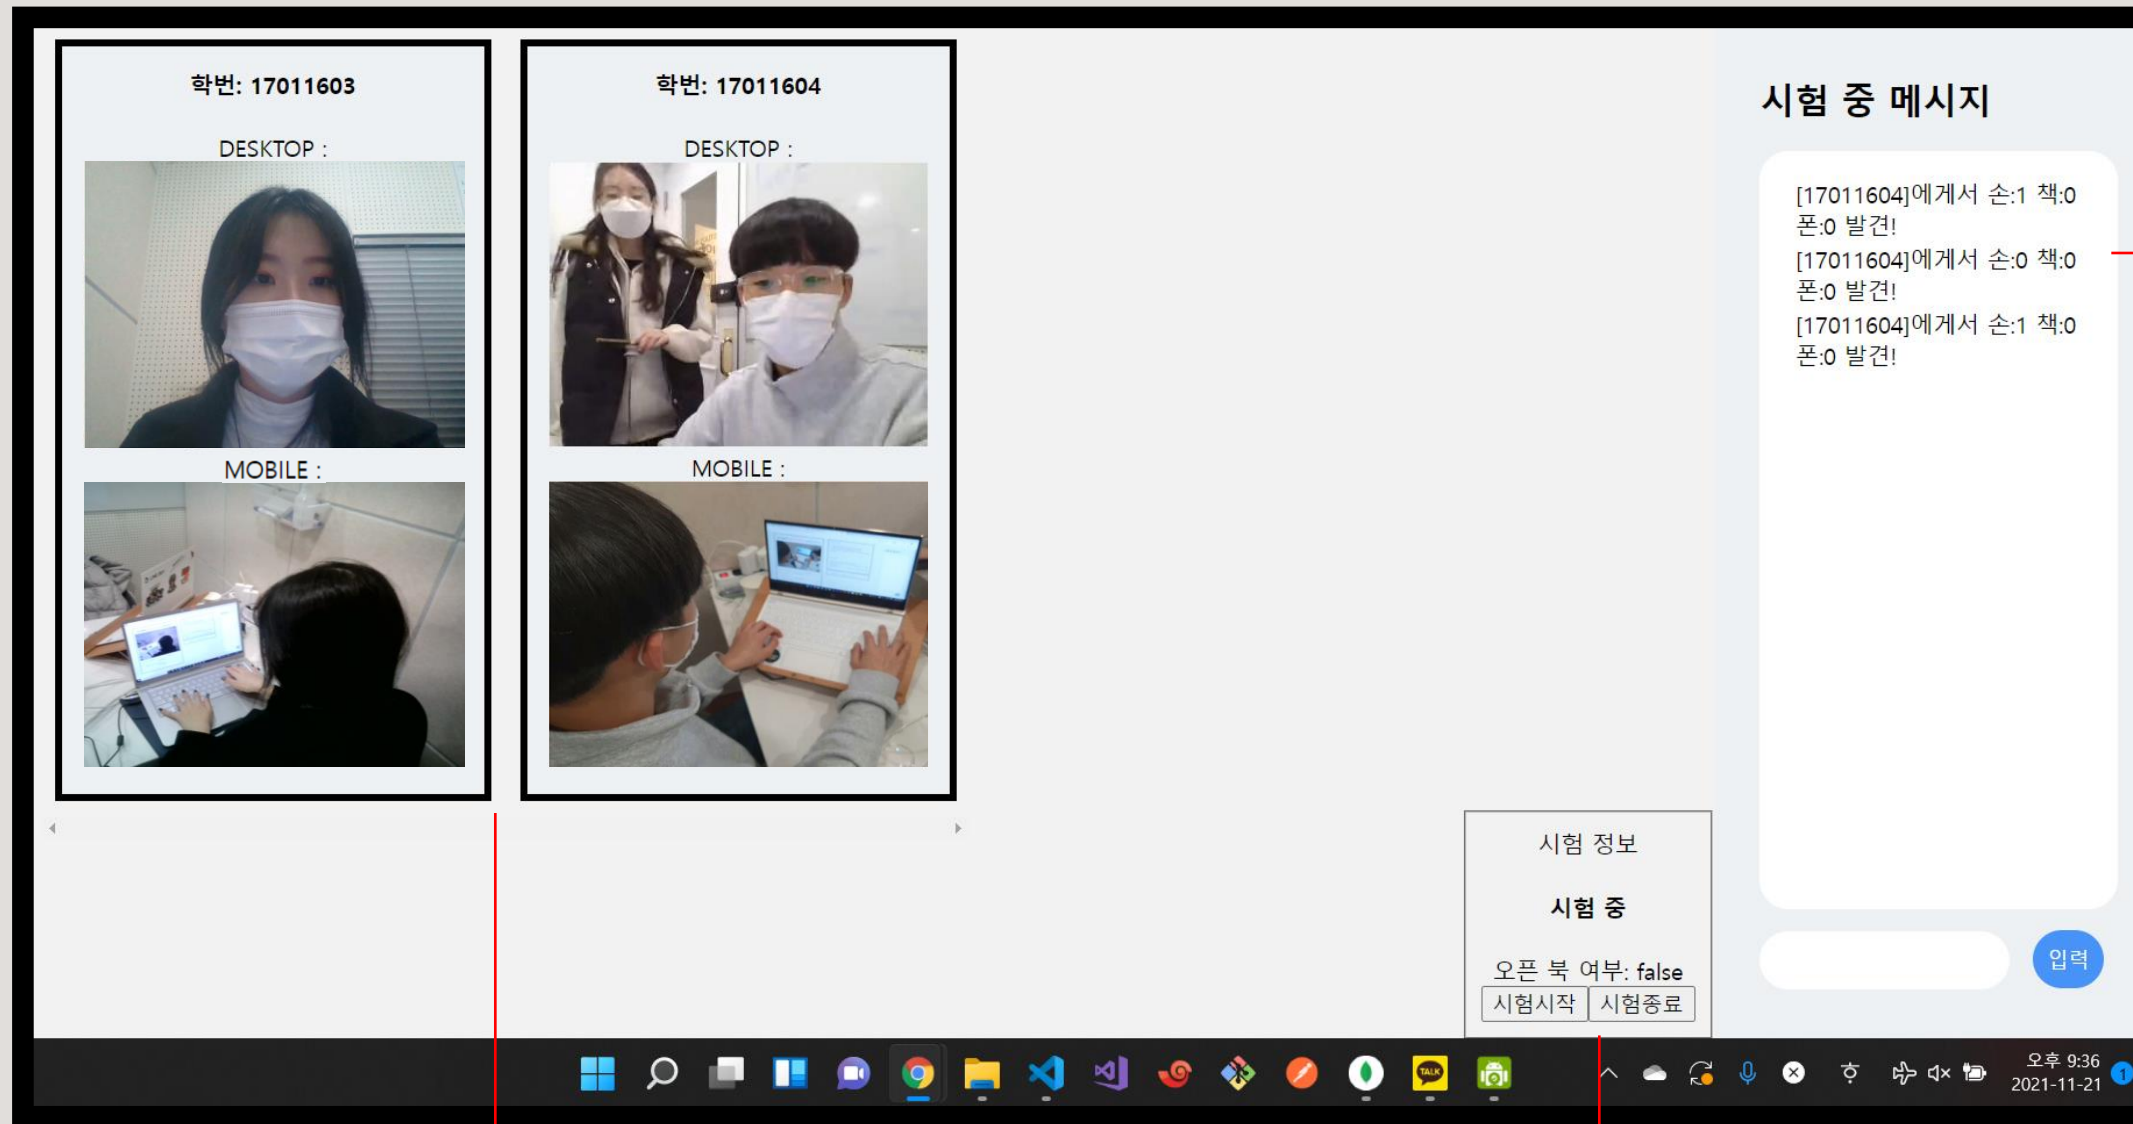 학번: 17011603
DESKTOP :
MOBILE :
학번: 17011604
DESKTOP :
MOBILE :
시험 중 메시지
[17011604]에게서 손:1 책:0
폰:0 발견!
[17011604]에게서 손:0 책:0
폰:0 발견!
[17011604]에게서 손:1 책:0
폰:0 발견!
입력
시험 정보
시험 중
오픈 북 여부: false
시험시작 시험종료
TALK
호
오후 9:36
2021-11-21
1